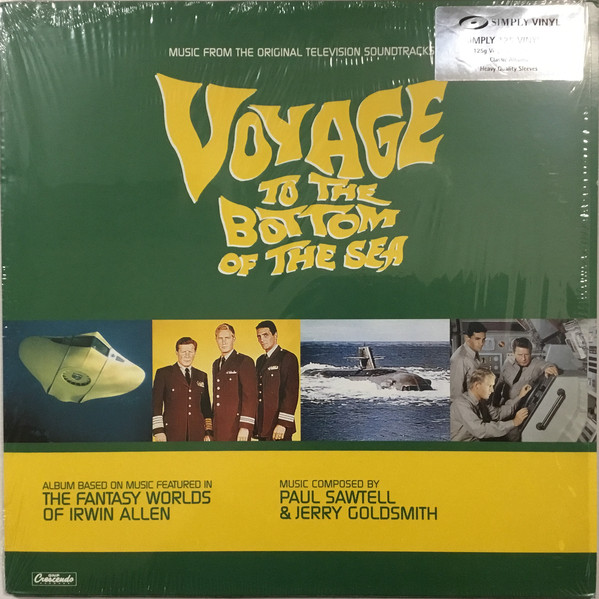 SIMPLY VINYL
MUSIC FROM THE ORIGINAL TELEVISION SOUNDTRACKS
Heavy Quality Sleeves
VOYAGE
TO THE
BOTTOM
OF THE SEA
ALBUM BASED ON MUSIC FEATURED IN
THE FANTASY WORLDS
OF IRWIN ALLEN
MUSIC COMPOSED BY
PAUL SAWTELL
& JERRY GOLDSMITH
Crescendo